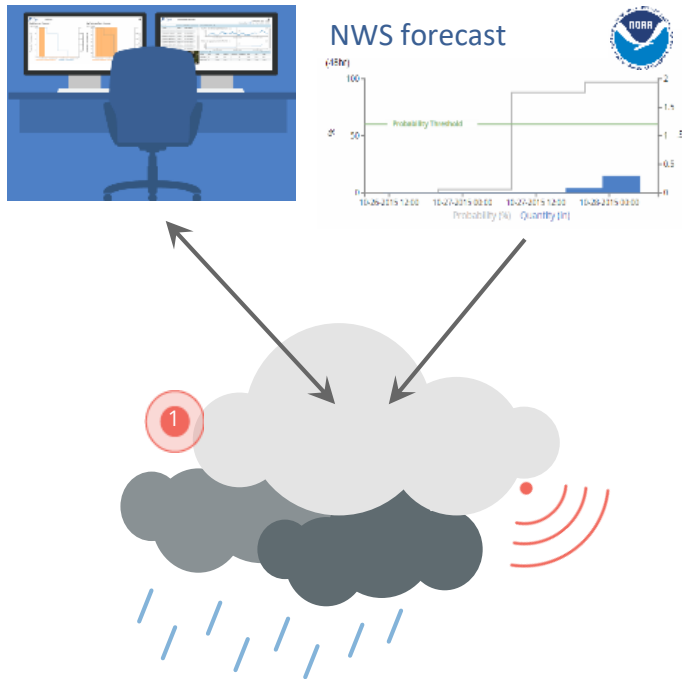 NWS forecast
NOAA
(48hr)
100
2
Probability Threshold
1.5
%
50
1
0.5
0
0
10-26-2015 12:00 10-27-2015 00:00 10-27-2015 12:00 10-28-2015 00:00
Probability (%) Quantity (in)
1